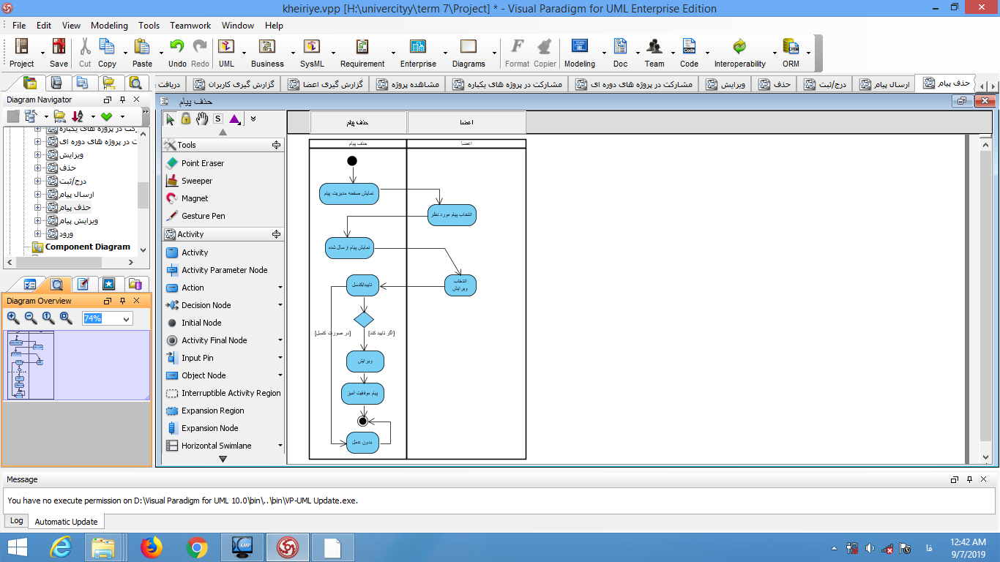 kheiriye.vpp [H:\univercityy\term 7\Project] * - Visual Paradigm for UML Enterprise Edition
File Edit View Modeling Tools Teamwork Window Help
Project Save Cut Copy Paste Undo Redo UML Business SysML Requirement Enterprise Diagrams Format Copier Modeling Doc Team Code Interoperability ORM
دریافت گزارش گیری کاربران گزارش گیری اعضا مشاهده پروژه مشارکت در پروژه های یکباره مشارکت در پروژه های دوره ای ویرایش حذف درج/ثبت ارسال پیام حذف پیام
Diagram Navigator
کت در پروژه های یکباره
ت در پروژه های دوره ای
ویرایش
حذف
درج/ثبت
ارسال پیام
حذف پیام
ویرایش پیام
ورود
Component Diagram
Diagram Overview
74%
حذف پیام
S
Tools
Point Eraser
Sweeper
Magnet
Gesture Pen
Activity
Activity
Activity Parameter Node
Action
Decision Node
Initial Node
Activity Final Node
Input Pin
Object Node
Interruptible Activity Region
Expansion Region
Expansion Node
Horizontal Swimlane
حذف پیام اعضا
حذف پیام اعضا
نمایش صفحه مدیریت پیام
انتخاب پیام مورد نظر
نمایش پیام ارسال شده
انتخاب
ویرایش
تایید/کنسل
[در صورت کنسل] [اگر تایید کند]
ویرایش
پیام موفقیت آمیز
بدون عمل
Message
You have no execute permission on D:\Visual Paradigm for UML 10.0\bin\..\bin\VP-UML Update.exe.
Log Automatic Update
KMP
فا
12:42 AM
9/7/2019